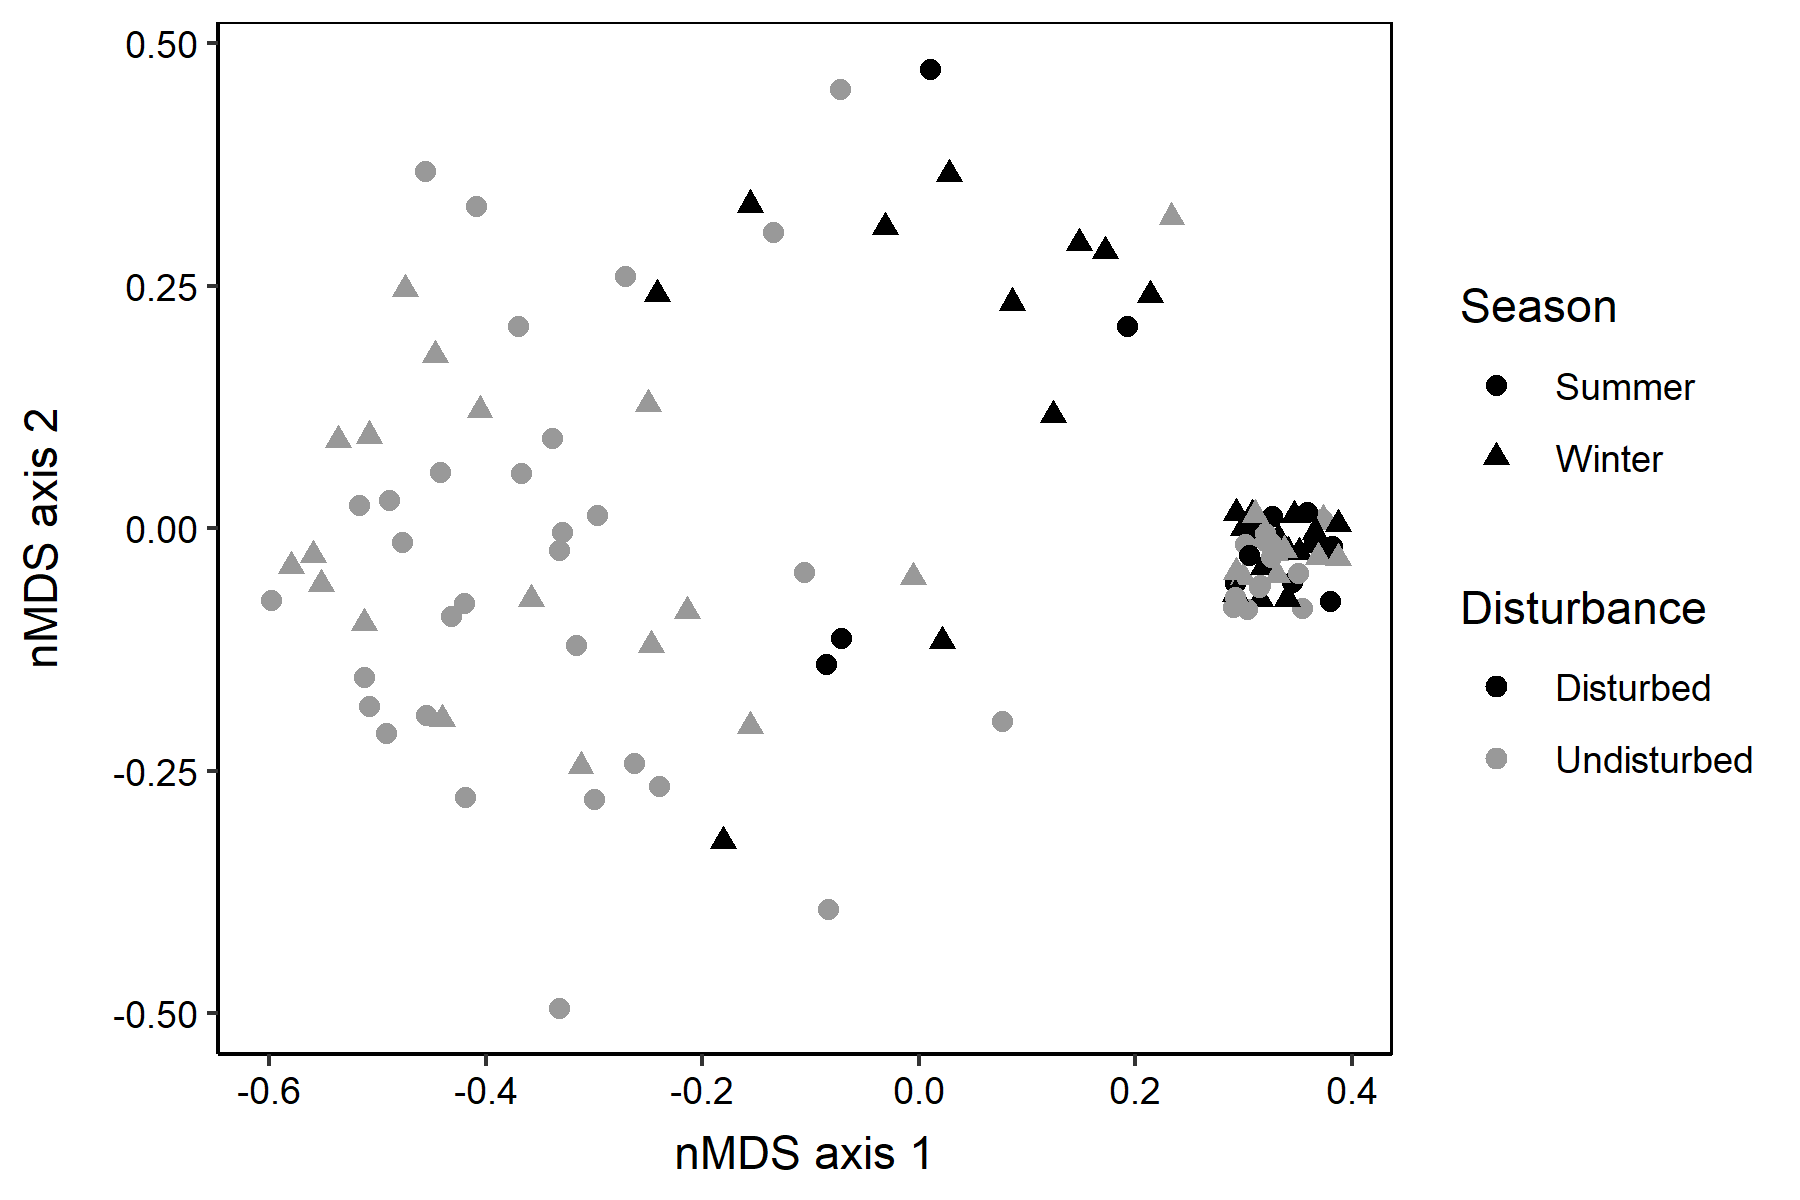 0.50
0.25
0.00
-0.25
-0.50
nMDS axis 2
-0.6
-0.4
-0.2
0.0
0.2
0.4
nMDS axis 1
Season
Summer
Winter
Disturbance
Disturbed
Undisturbed